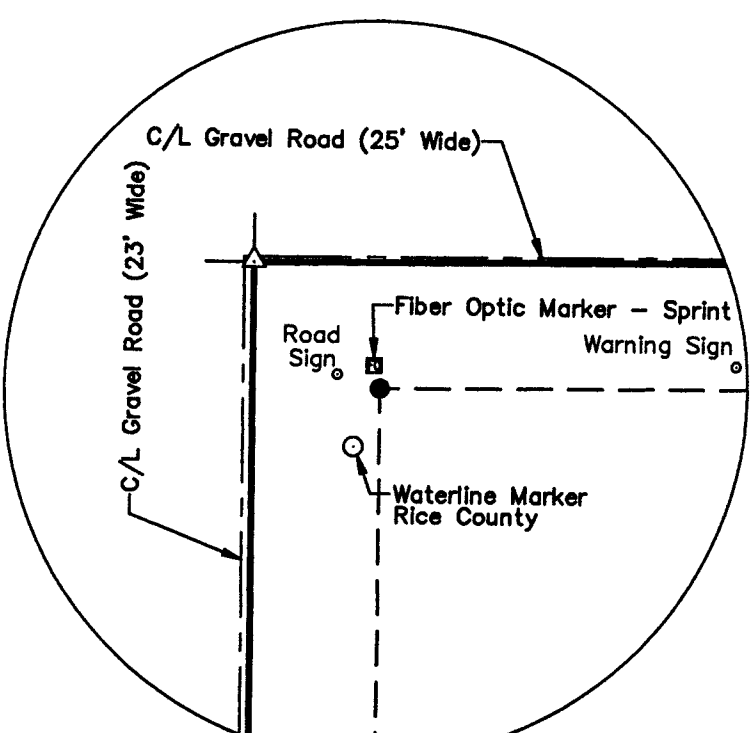 C/L Gravel Road (25' Wide)
C/L Gravel Road (23' Wide)
Fiber Optic Marker - Sprint
Road
Sign
Warning Sign
FO
Waterline Marker
Rice County